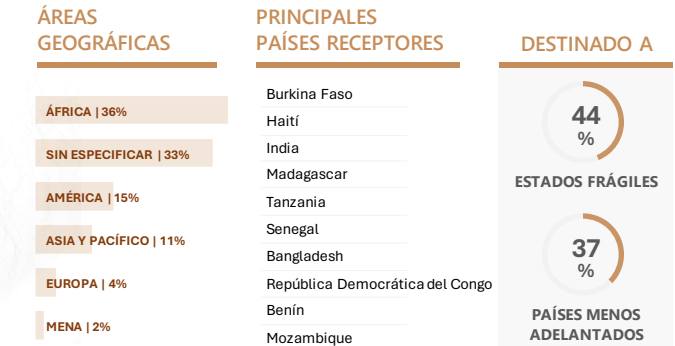 ÁREAS
GEOGRÁFICAS
ÁFRICA | 36%
SIN ESPECIFICAR | 33%
AMÉRICA | 15%
ASIA Y PACÍFICO | 11%
EUROPA | 4%
MENA | 2%
PRINCIPALES
PAÍSES RECEPTORES
Burkina Faso
Haití
India
Madagascar
Tanzania
Senegal
Bangladesh
República Democrática del Congo
Benín
Mozambique
DESTINADO A
44
%
ESTADOS FRÁGILES
37
%
PAÍSES MENOS
ADELANTADOS